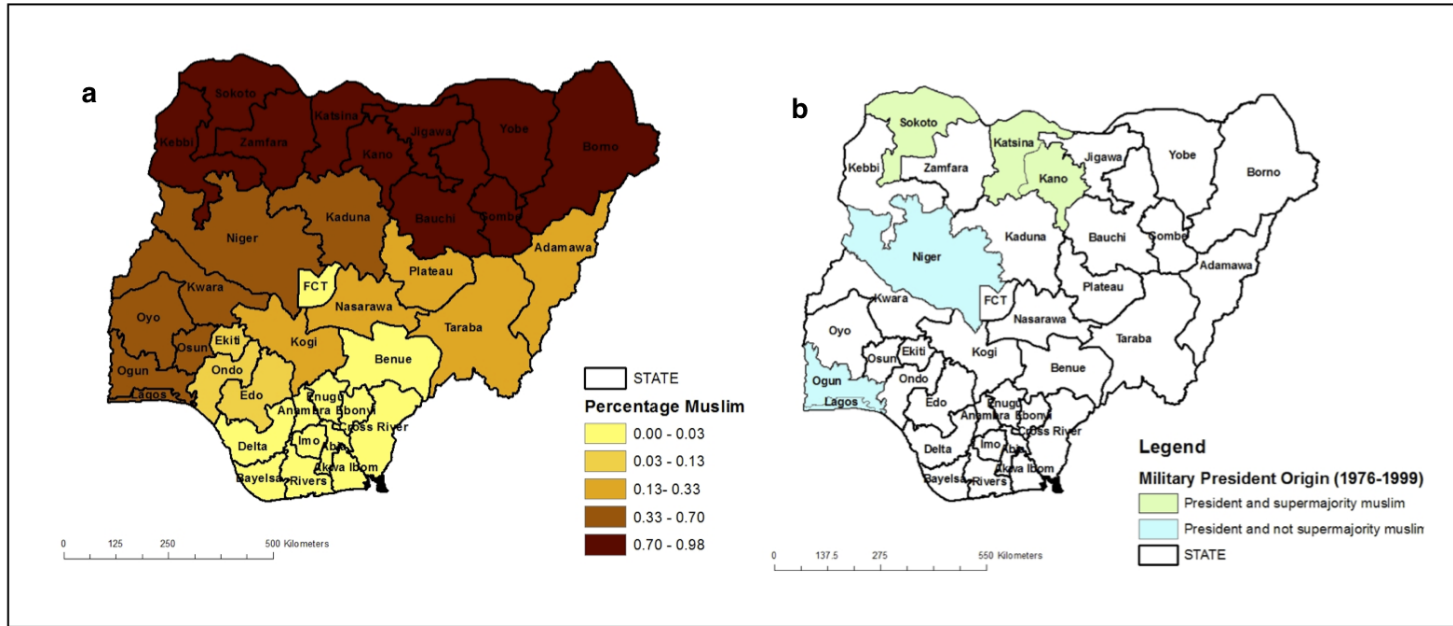 a
Sokoto
Katsina
Yobe
Jigawa
Kebbi
Zamfara
Borno
Kano
Bauchi
Gombe
Kaduna
Niger
Adamawa
Plateau
FCT
Kwara
Nasarawa
Taraba
Oyo
Kogi
Osun
Ekiti
Benue
Ogun
Ondo
Lagos
Edo
Enugu
Anambra
Ebonyi
Cross River
Delta
Imo
Abia
Akwa Ibom
Bayelsa
Rivers
0 125 250 500 Kilometers
STATE
Percentage Muslim
0.00 - 0.03
0.03 - 0.13
0.13- 0.33
0.33 - 0.70
0.70 - 0.98
b
Sokoto
Katsina
Yobe
Jigawa
Kebbi
Zamfara
Kano
Borno
Kaduna
Bauchi
Gombe
Niger
Adamawa
Plateau
FCT
Kwara
Nasarawa
Oyo
Taraba
Osun
Ekiti
Kogi
Benue
Ogun
Ondo
Lagos
Edo
Enugu
Anambra
Ebonyi
Cross River
Delta
Imo
Abia
Akwa Ibom
Bayelsa
Rivers
0 137.5 275 550 Kilometers
Legend
Military President Origin (1976-1999)
President and supermajority muslim
President and not supermajority muslim
STATE